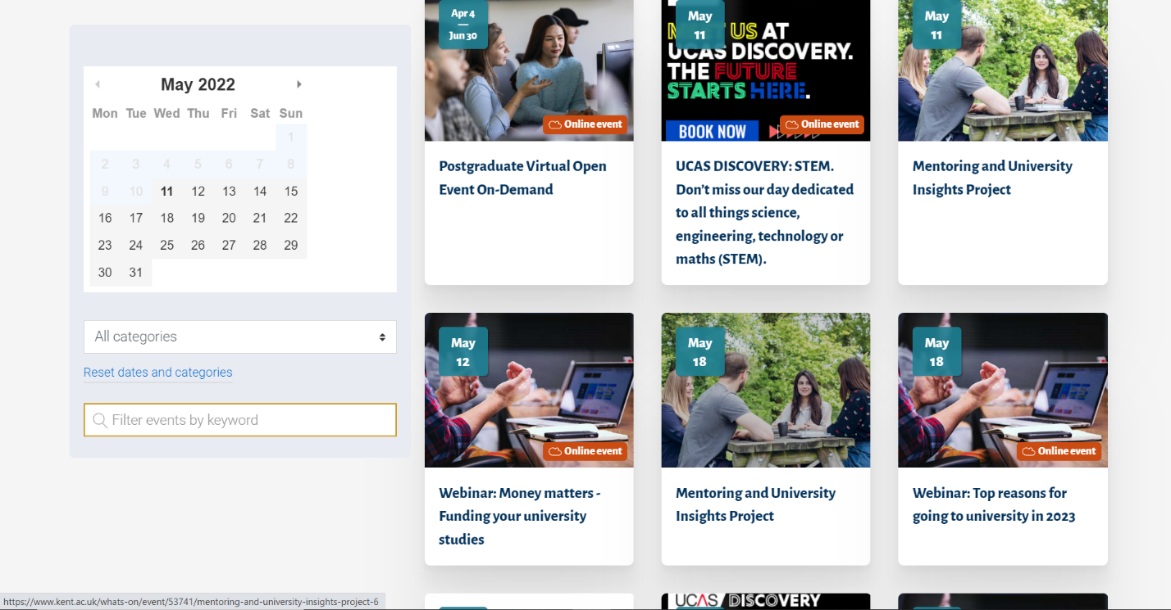 May 2022
Mon Tue Wed Thu Fri Sat Sun
1
2 3 4 5 6 7 8
9 10 11 12 13 14 15
16 17 18 19 20 21 22
23 24 25 26 27 28 29
30 31
All categories
Reset dates and categories
Filter events by keyword
Apr 4
—
Jun 30
Online event
Postgraduate Virtual Open
Event On-Demand
May
11
US AT
UCAS DISCOVERY.
THE FUTURE
STARTS HERE.
BOOK NOW
Online event
UCAS DISCOVERY: STEM.
Don’t miss our day dedicated
to all things science,
engineering, technology or
maths (STEM).
May
11
Mentoring and University
Insights Project
May
12
Online event
Webinar: Money matters -
Funding your university
studies
May
18
Mentoring and University
Insights Project
May
18
Online event
Webinar: Top reasons for
going to university in 2023
UCAS DISCOVERY
https://www.kent.ac.uk/whats-on/event/53741/mentoring-and-university-insights-project-6